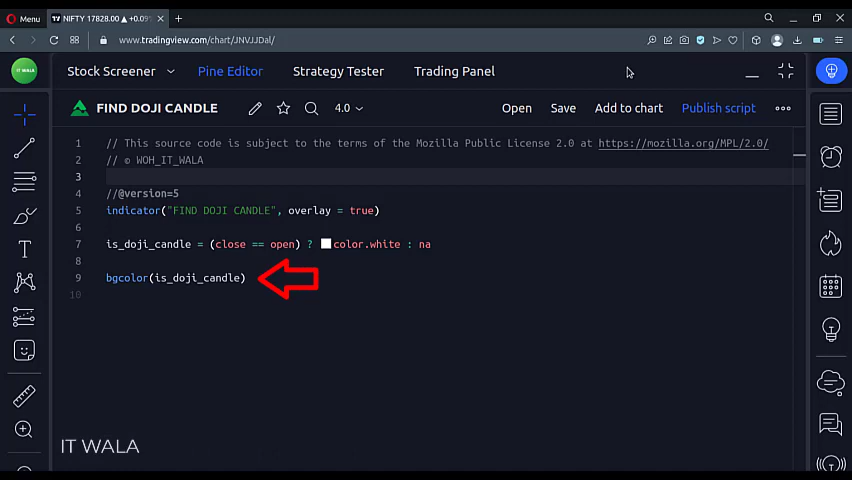 Menu
NIFTY 17828.00 ▲ +0.09%
www.tradingview.com/chart/JNVJJDal/
IT WALA
Stock Screener
Pine Editor
Strategy Tester
Trading Panel
FIND DOJI CANDLE
4.0
Open
Save
Add to chart
Publish script
1 // This source code is subject to the terms of the Mozilla Public License 2.0 at https://mozilla.org/MPL/2.0/
2 // © WOH_IT_WALA
3
4 //@version=5
5 indicator("FIND DOJI CANDLE", overlay = true)
6
7 is_doji_candle = (close == open) ? color.white : na
8
9 bgcolor(is_doji_candle)
10
IT WALA